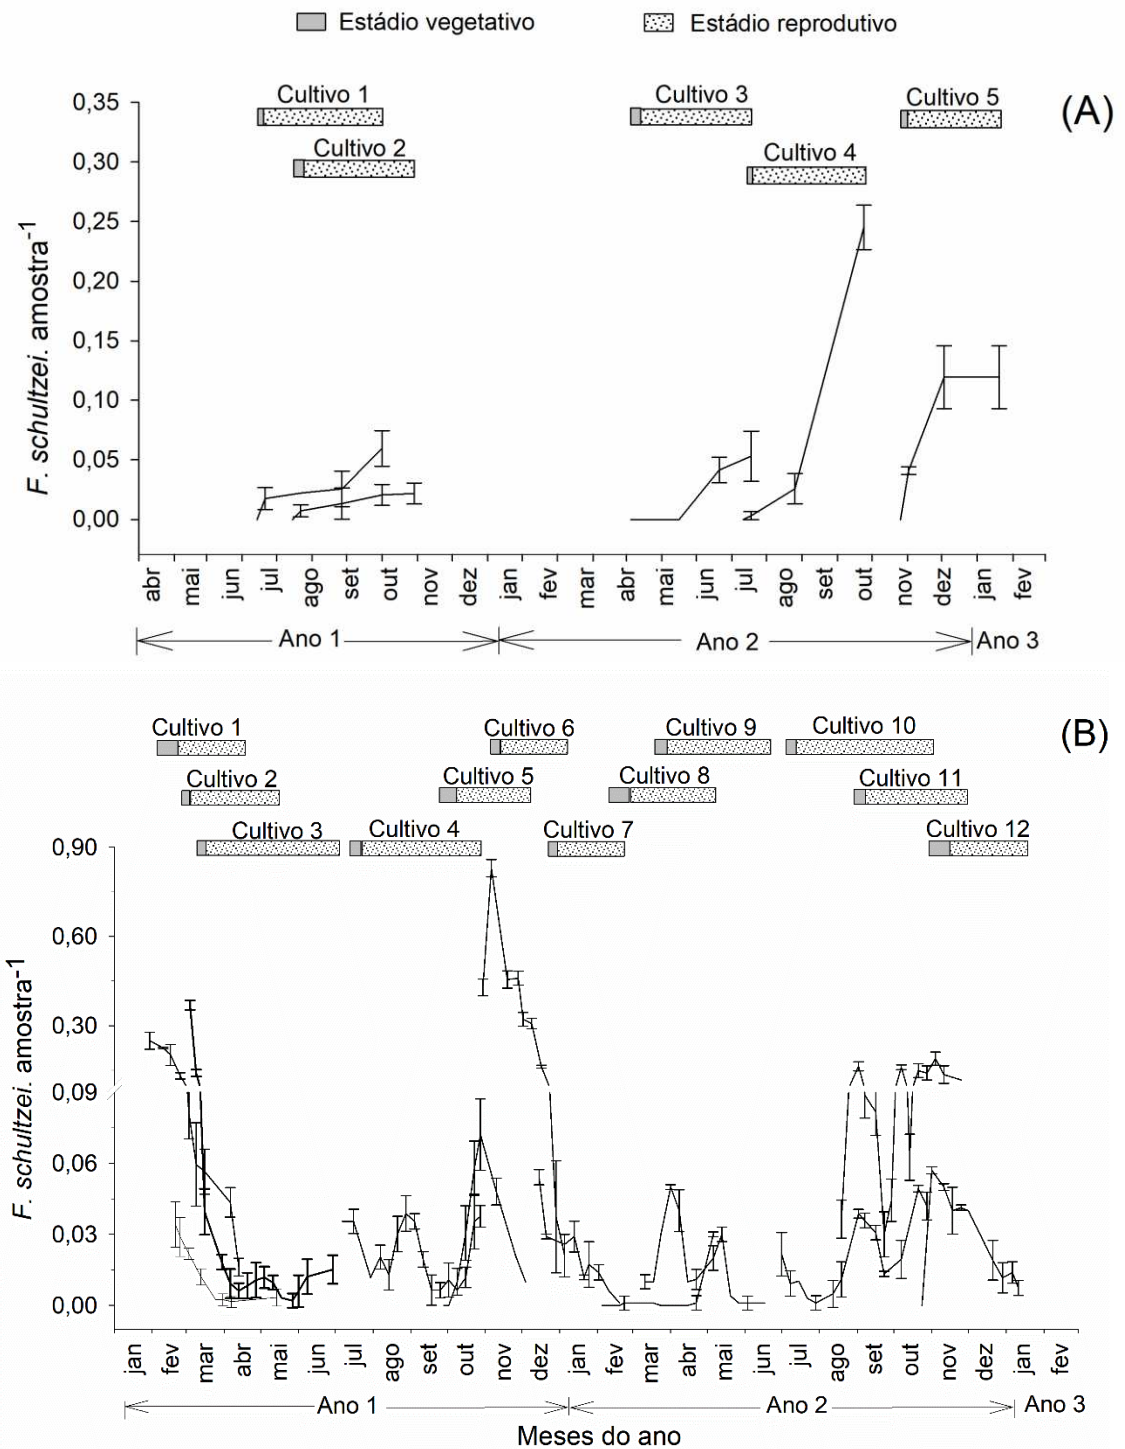 Estádio vegetativo Estádio reprodutivo
(A)
Cultivo 1 Cultivo 3 Cultivo 5
Cultivo 2 Cultivo 4
F. schultzei. amostra-1
0,35
0,30
0,25
0,20
0,15
0,10
0,05
0,00
abr mai jun jul ago set out nov dez jan fev mar abr mai jun jul ago set out nov dez jan fev
Ano 1 Ano 2 Ano 3
(B)
Cultivo 1 Cultivo 6 Cultivo 9 Cultivo 10
Cultivo 2 Cultivo 5 Cultivo 8 Cultivo 11
Cultivo 3 Cultivo 4 Cultivo 7 Cultivo 12
F. schultzei. amostra-1
0,90
0,60
0,30
0,09
0,06
0,03
0,00
jan fev mar abr mai jun jul ago set out nov dez jan fev mar abr mai jun jul ago set out nov dez jan fev
Ano 1 Ano 2 Ano 3
Meses do ano